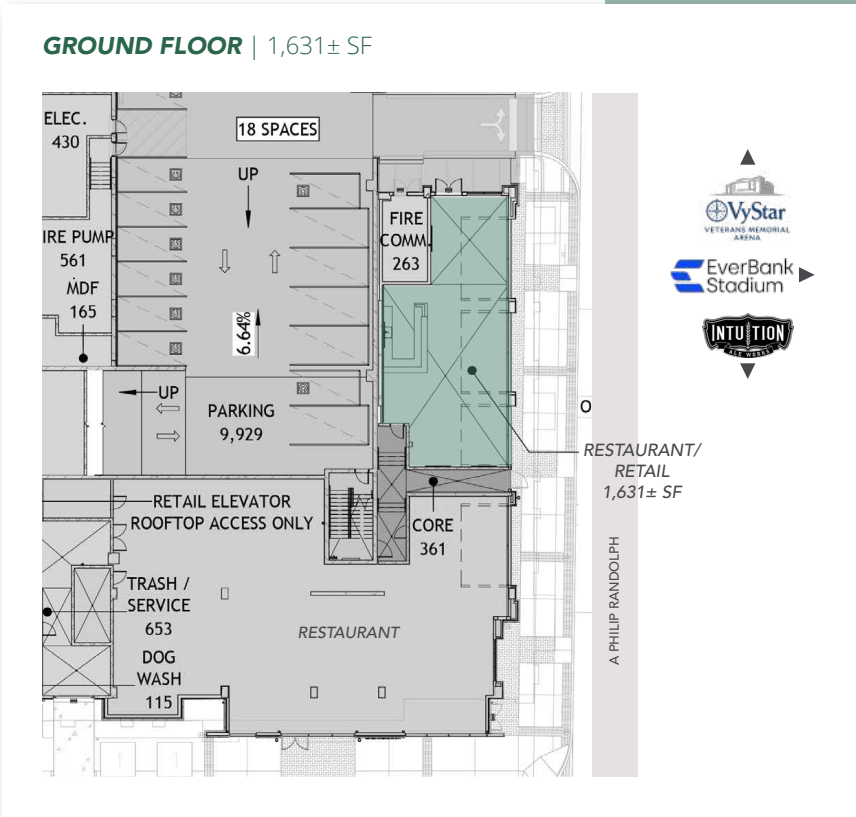 GROUND FLOOR | 1,631± SF
ELEC.
430
18 SPACES
UP
FIRE
COMM.
263
IRE PUMP
561
MDF
165
6.64%
UP
PARKING
9,929
VyStar
VETERANS MEMORIAL
ARENA
EverBank
Stadium
INTUITION
ALE WORKS
O
RESTAURANT/
RETAIL
1,631± SF
RETAIL ELEVATOR
ROOFTOP ACCESS ONLY
CORE
361
TRASH /
SERVICE
653
RESTAURANT
DOG
WASH
115
A PHILIP RANDOLPH